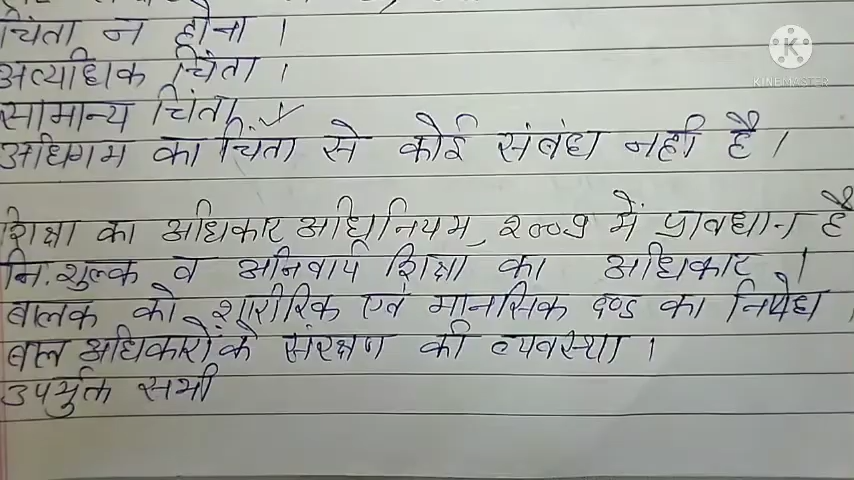 चिंता न होना ।
अत्यधिक चिंता ।
सामान्य चिंता
अधिगम का चिंता से कोई संबंध नही है ।
शिक्षा का अधिकार अधिनियम, २००९ में प्रावधान है
नि.शुल्क व अनिवार्य शिक्षा का अधिकार ।
बालक को शारीरिक एवं मानसिक दण्ड का निषेध ।
बाल अधिकारों के संरक्षण की व्यवस्था ।
उपर्युक्त सभी
KINEMASTER